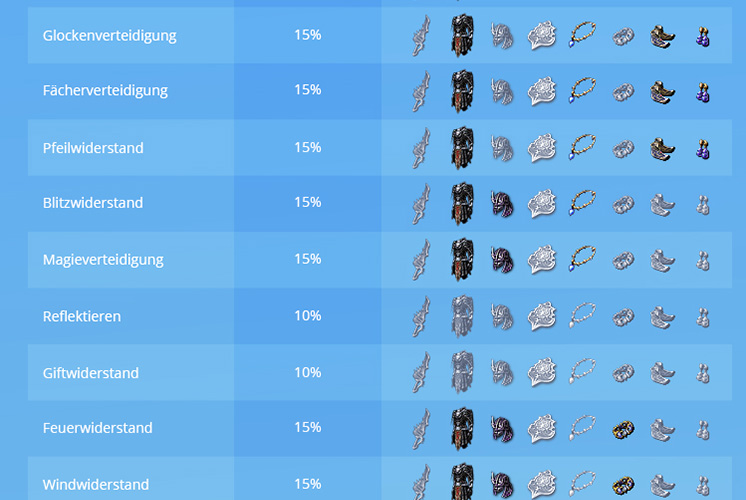 Glockenverteidigung 15%
Fächerverteidigung 15%
Pfeilwiderstand 15%
Blitzwiderstand 15%
Magieverteidigung 15%
Reflektieren 10%
Giftwiderstand 10%
Feuerwiderstand 15%
Windwiderstand 15%